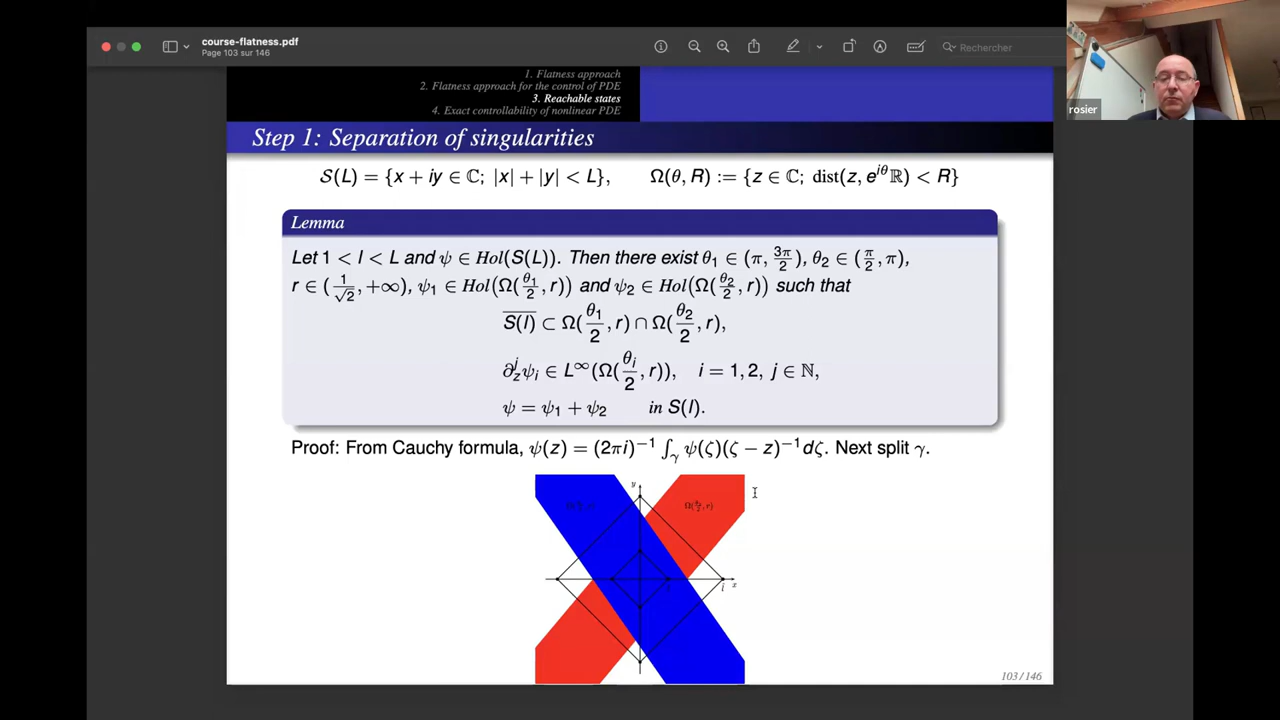 course-flatness.pdf
Page 103 sur 146
Rechercher
rosier
1. Flatness approach
2. Flatness approach for the control of PDE
3. Reachable states
4. Exact controllability of nonlinear PDE
Step 1: Separation of singularities
S(L) = {x + iy ∈ ℂ; |x| + |y| < L}, Ω(θ, R) := {z ∈ ℂ; dist(z, e^{iθ}ℝ) < R}
Lemma
Let 1 < l < L and ψ ∈ Hol(S(L)). Then there exist θ₁ ∈ (π, 3π/2), θ₂ ∈ (π/2, π),
r ∈ (1/√2, +∞), ψ₁ ∈ Hol(Ω(θ₁/2, r)) and ψ₂ ∈ Hol(Ω(θ₂/2, r)) such that
\overline{S(l)} ⊂ Ω(θ₁/2, r) ∩ Ω(θ₂/2, r),
∂_z^j ψ_i ∈ L^∞(Ω(θ_i/2, r)), i = 1, 2, j ∈ ℕ,
ψ = ψ₁ + ψ₂ in S(l).
Proof: From Cauchy formula, ψ(z) = (2πi)⁻¹ ∫_γ ψ(ζ)(ζ − z)⁻¹dζ. Next split γ.
y
x
103 / 146